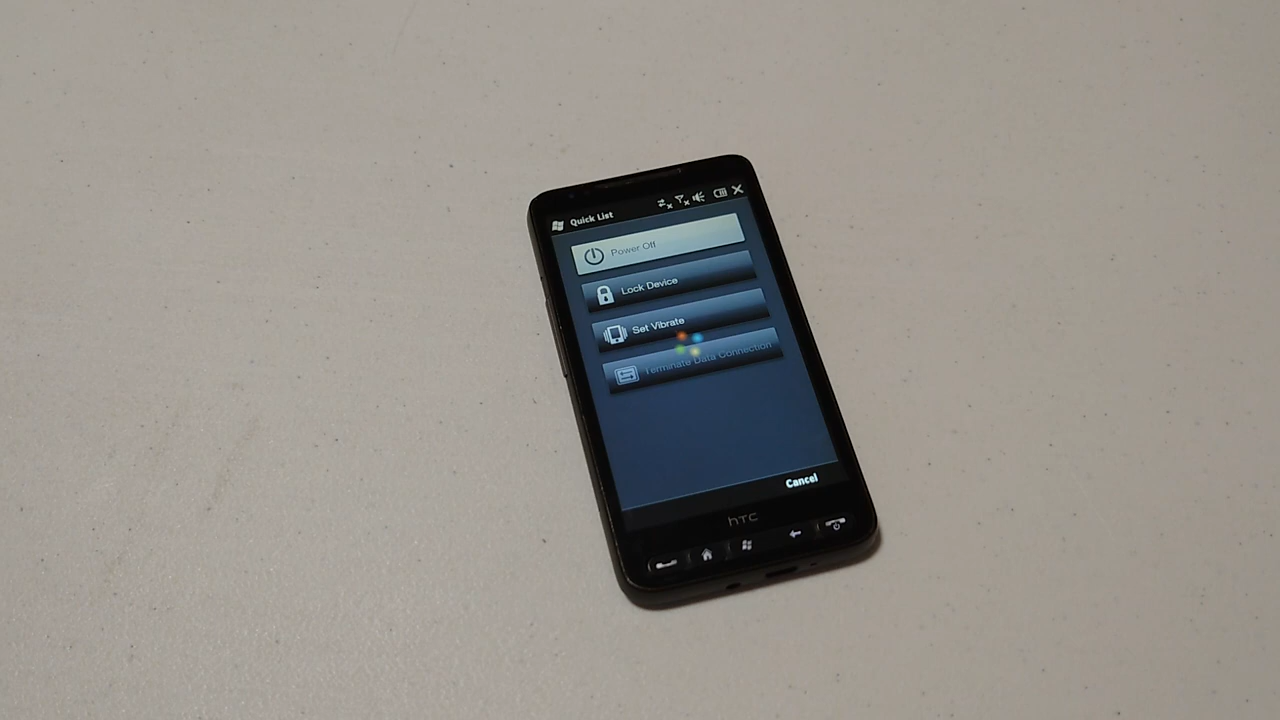 Quick List
Power Off
Lock Device
Set Vibrate
Terminate Data Connection
Cancel
hTC